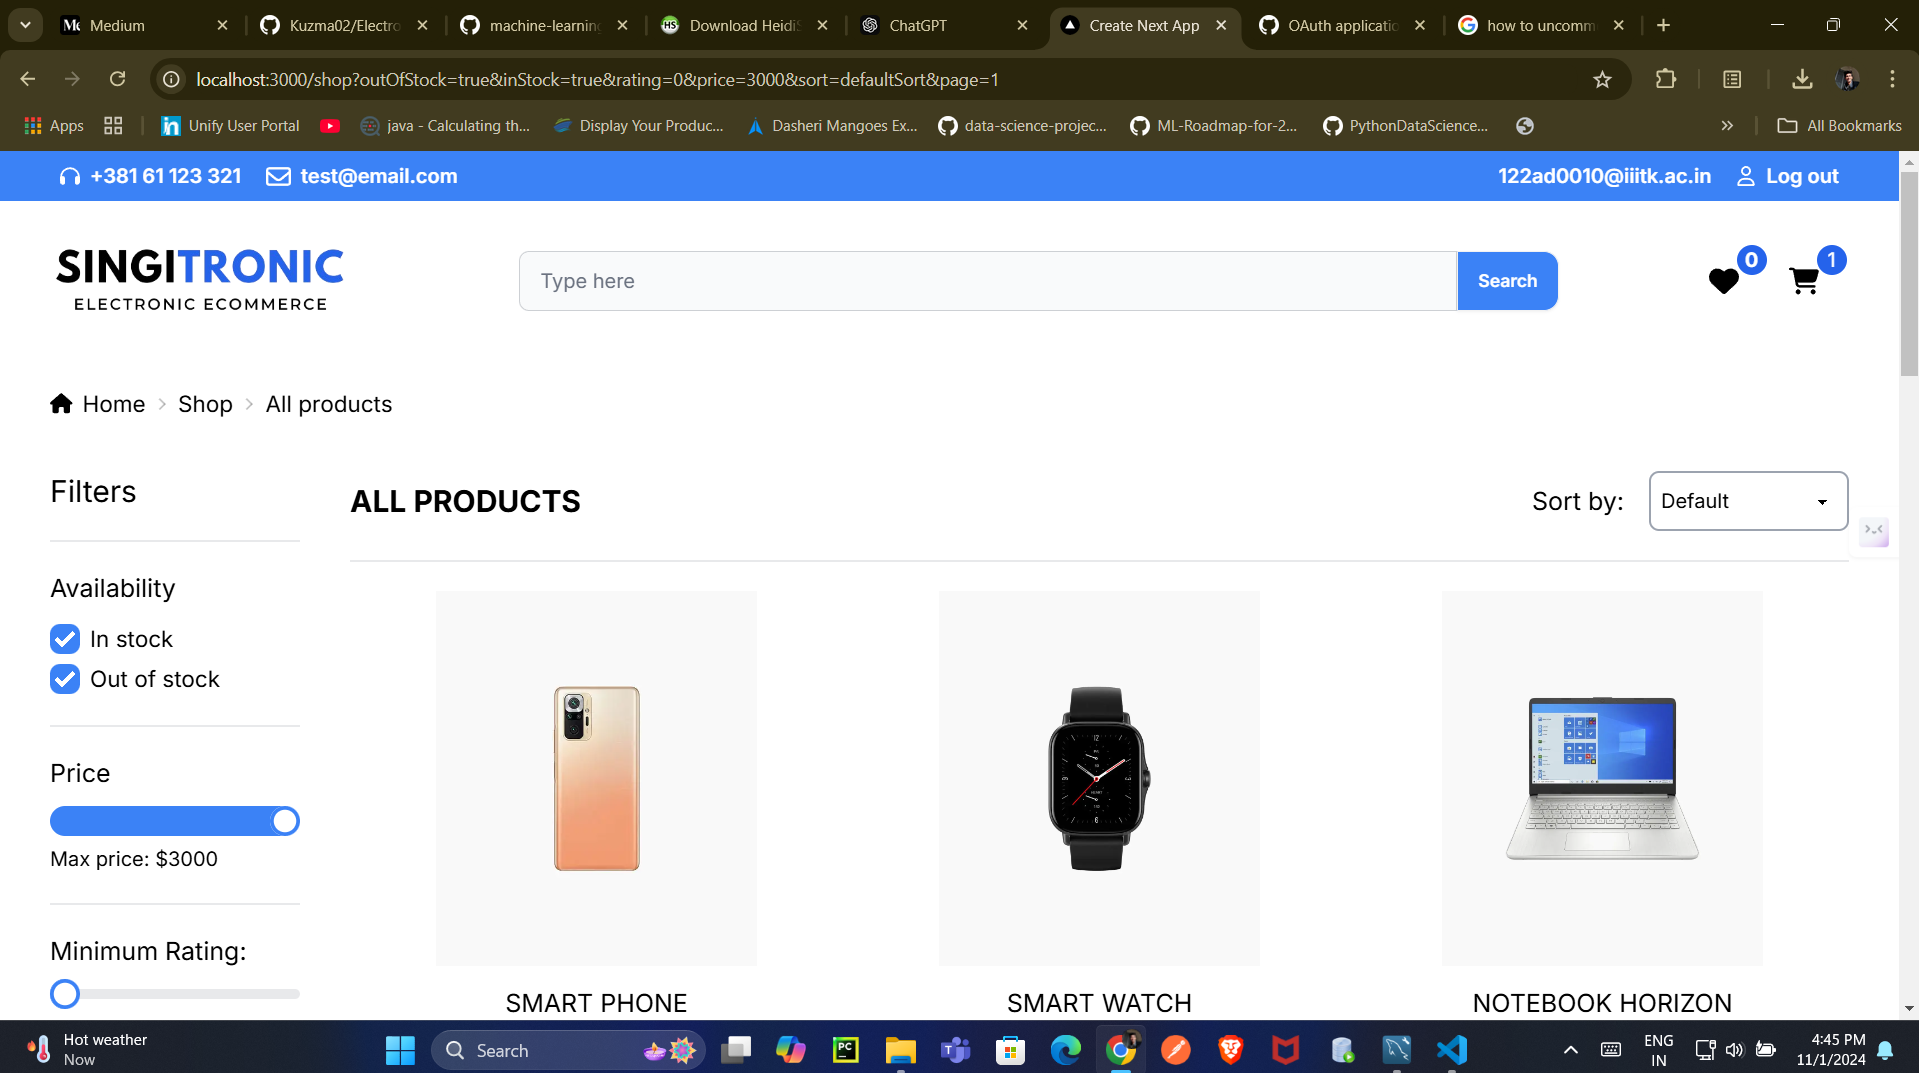 Medium
Kuzma02/Electro
machine-learning
Download HeidiS
ChatGPT
Create Next App
OAuth applicatio
how to uncomm
localhost:3000/shop?outOfStock=true&inStock=true&rating=0&price=3000&sort=defaultSort&page=1
Apps
Unify User Portal
java - Calculating th...
Display Your Produc...
Dasheri Mangoes Ex...
data-science-projec...
ML-Roadmap-for-2...
PythonDataScience...
All Bookmarks
+381 61 123 321
test@email.com
122ad0010@iiitk.ac.in
Log out
SINGITRONIC
ELECTRONIC ECOMMERCE
Type here
Search
0
1
Home > Shop > All products
Filters
ALL PRODUCTS
Sort by:
Default
Availability
In stock
Out of stock
Price
Max price: $3000
Minimum Rating:
SMART PHONE
SMART WATCH
NOTEBOOK HORIZON
Hot weather
Now
Search
ENG
IN
4:45 PM
11/1/2024